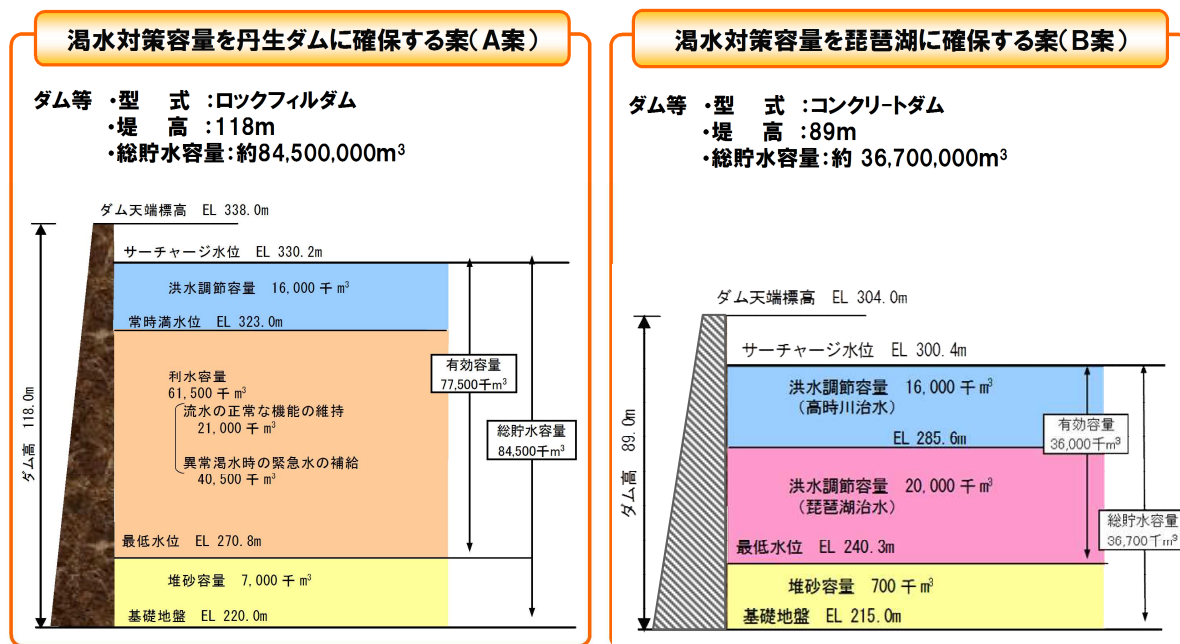 渇水対策容量を丹生ダムに確保する案(A案)
ダム等 ・型 式 :ロックフィルダム
・堤 高 :118m
・総貯水容量:約84,500,000m³
ダム天端標高 EL 338.0m
サーチャージ水位 EL 330.2m
洪水調節容量 16,000 千 m³
常時満水位 EL 323.0m
有効容量
77,500千m³
利水容量
61,500 千 m³
流水の正常な機能の維持
21,000 千 m³
異常渇水時の緊急水の補給
40,500 千 m³
総貯水容量
84,500千m³
ダム高 118.0m
最低水位 EL 270.8m
堆砂容量 7,000 千 m³
基礎地盤 EL 220.0m
渇水対策容量を琵琶湖に確保する案(B案)
ダム等 ・型 式 :コンクリートダム
・堤 高 :89m
・総貯水容量:約 36,700,000m³
ダム天端標高 EL 304.0m
サーチャージ水位 EL 300.4m
洪水調節容量 16,000 千 m³
(高時川治水)
EL 285.6m
有効容量
36,000千m³
洪水調節容量 20,000 千 m³
(琵琶湖治水)
ダム高 89.0m
総貯水容量
36,700千m³
最低水位 EL 240.3m
堆砂容量 700 千 m³
基礎地盤 EL 215.0m